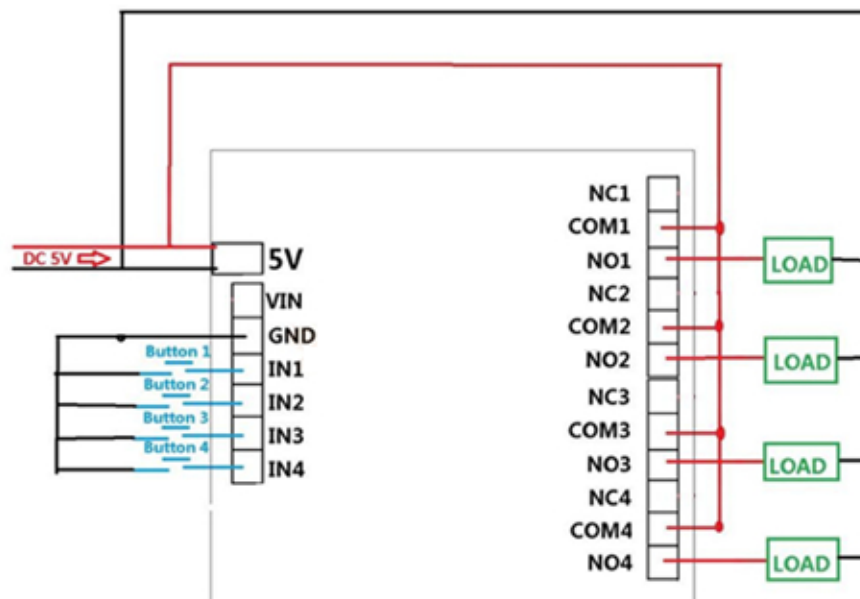 DC 5V
5V
VIN
GND
Button 1
IN1
Button 2
IN2
Button 3
IN3
Button 4
IN4
NC1
COM1
NO1
LOAD
NC2
COM2
NO2
LOAD
NC3
COM3
NO3
LOAD
NC4
COM4
NO4
LOAD